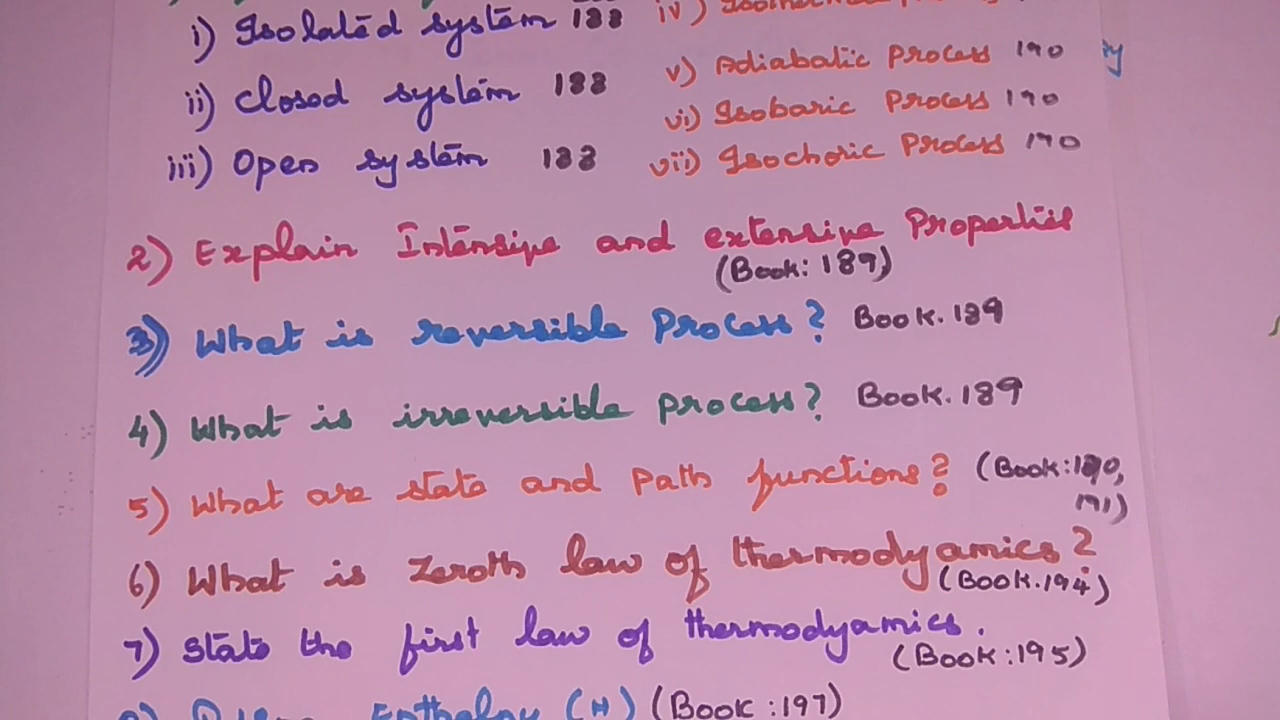 i) Isolated system 188
iv)
ii) closed system 188
v) Adiabatic Process 190
iii) Open system 188
vi) Isobaric Process 190
vii) Isochoric Process 190
2) Explain Intensive and extensive Properties
(Book: 189)
3) What is reversible Process? Book. 189
4) What is irreversible process? Book. 189
5) What are state and Path functions? (Book: 190,
191)
6) What is Zeroth law of thermodyamics?
(Book. 194)
7) State the first law of thermodyamics.
(Book: 195)
Enthalpy (H) (Book: 197)